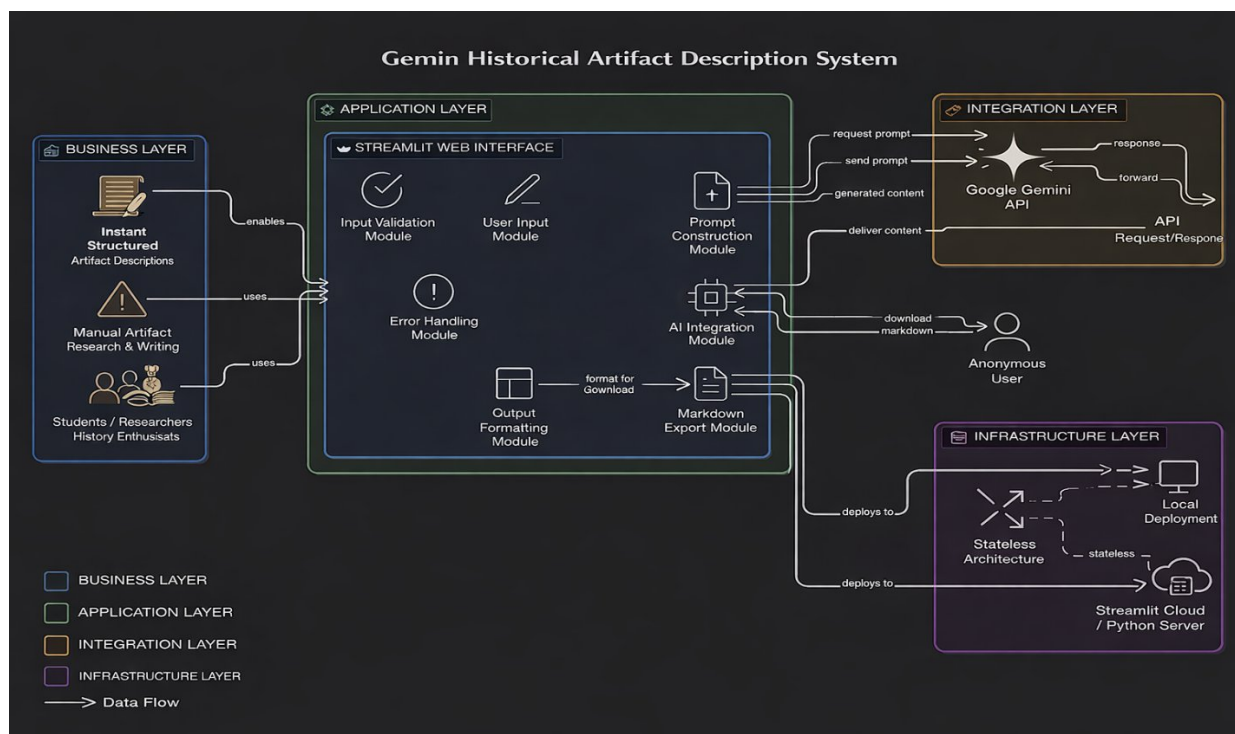 Gemin Historical Artifact Description System
BUSINESS LAYER
Instant
Structured
Artifact Descriptions
Manual Artifact
Research & Writing
Students / Researchers
History Enthusisats
enables
uses
uses
APPLICATION LAYER
STREAMLIT WEB INTERFACE
Input Validation
Module
User Input
Module
Prompt
Construction
Module
Error Handling
Module
AI Integration
Module
Output
Formatting
Module
format for
Gownload
Markdown
Export Module
request prompt
send prompt
generated content
deliver content
INTEGRATION LAYER
Google Gemini
API
response
forward
API
Request/Respone
download
markdown
Anonymous
User
deploys to
deploys to
INFRASTRUCTURE LAYER
Stateless
Architecture
stateless
Local
Deployment
Streamlit Cloud
/ Python Server
BUSINESS LAYER
APPLICATION LAYER
INTEGRATION LAYER
INFRASTRUCTURE LAYER
Data Flow